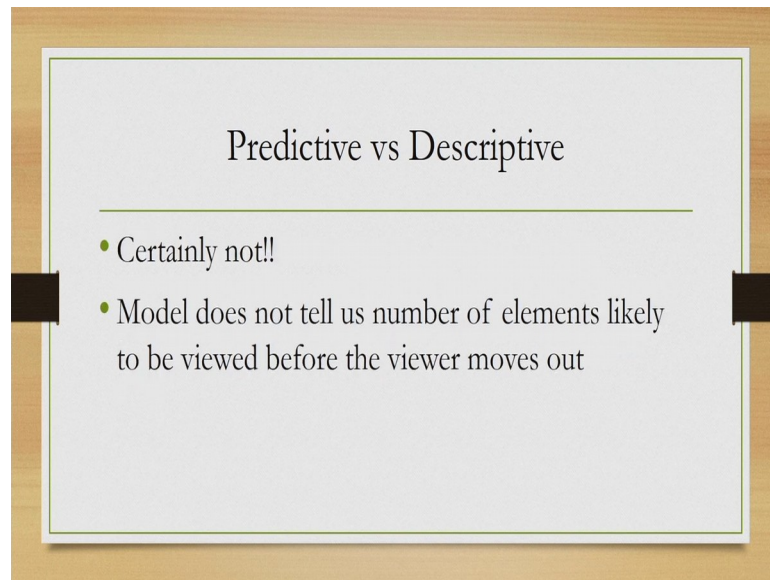 Predictive vs Descriptive
• Certainly not!!
• Model does not tell us number of elements likely
to be viewed before the viewer moves out